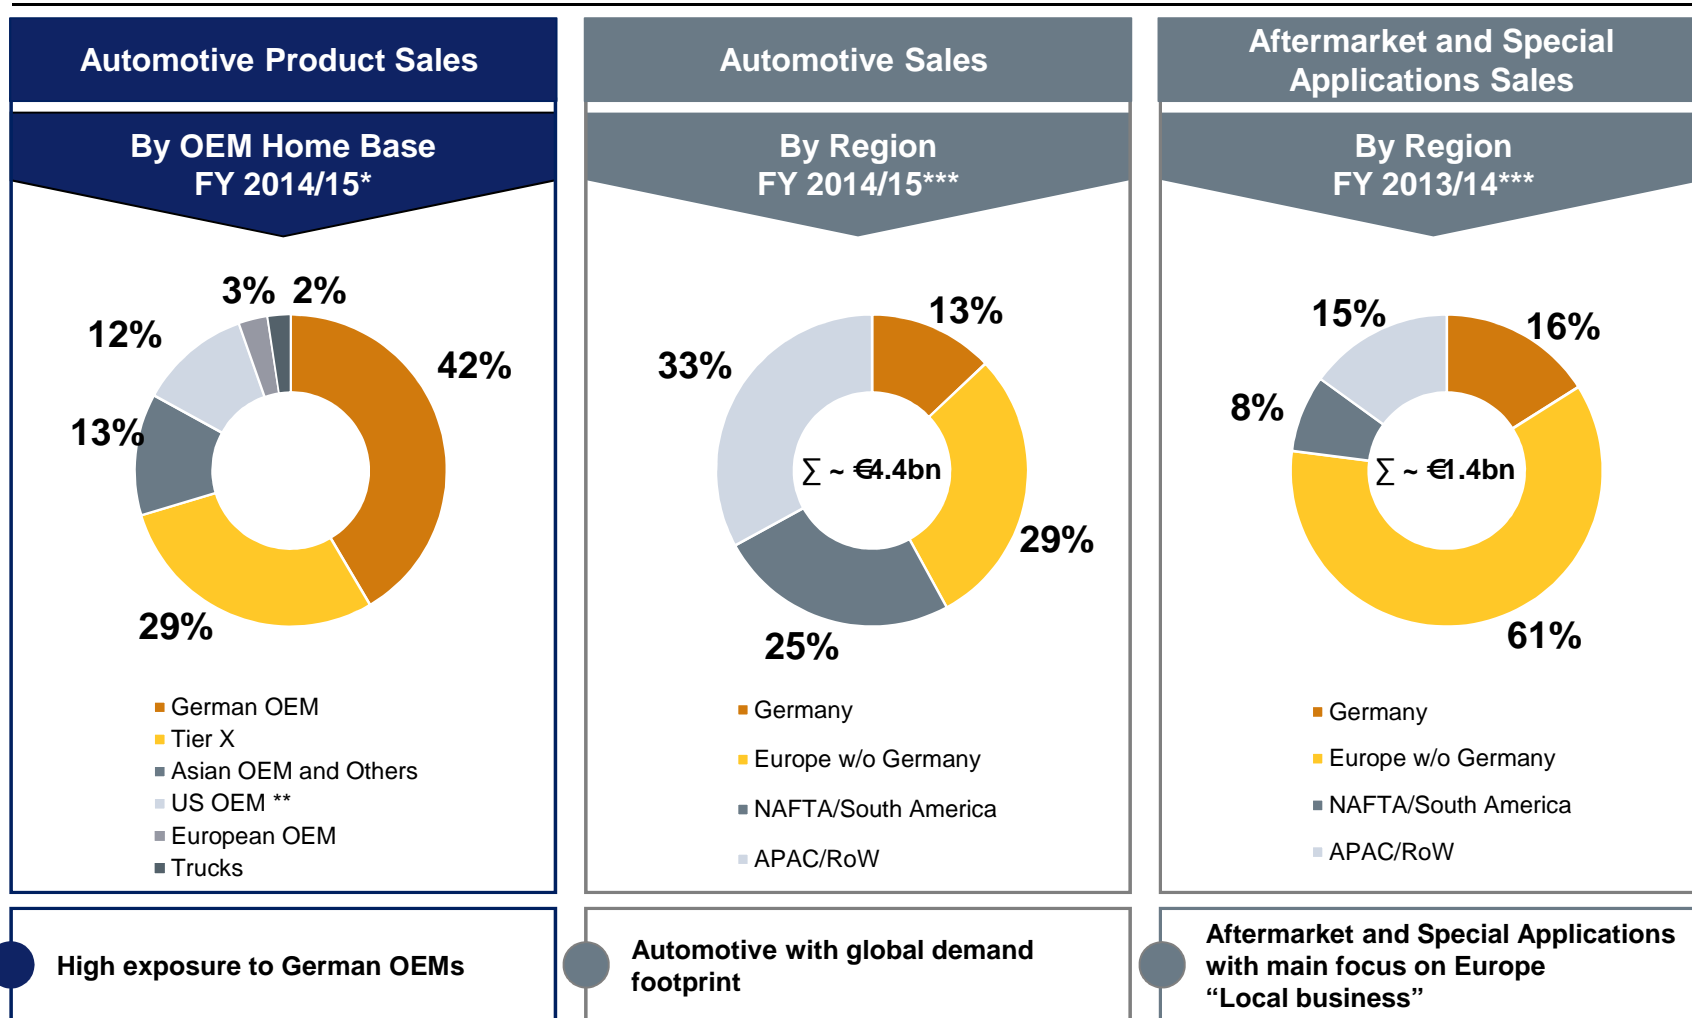 Automotive Product Sales
By OEM Home Base
FY 2014/15*
3% 2%
12%
42%
13%
29%
German OEM
Tier X
Asian OEM and Others
US OEM **
European OEM
Trucks
High exposure to German OEMs
Automotive Sales
By Region
FY 2014/15***
13%
33%
∑ ~ €4.4bn
29%
25%
Germany
Europe w/o Germany
NAFTA/South America
APAC/RoW
Automotive with global demand
footprint
Aftermarket and Special
Applications Sales
By Region
FY 2013/14***
15%
16%
8%
∑ ~ €1.4bn
61%
Germany
Europe w/o Germany
NAFTA/South America
APAC/RoW
Aftermarket and Special Applications
with main focus on Europe
“Local business”